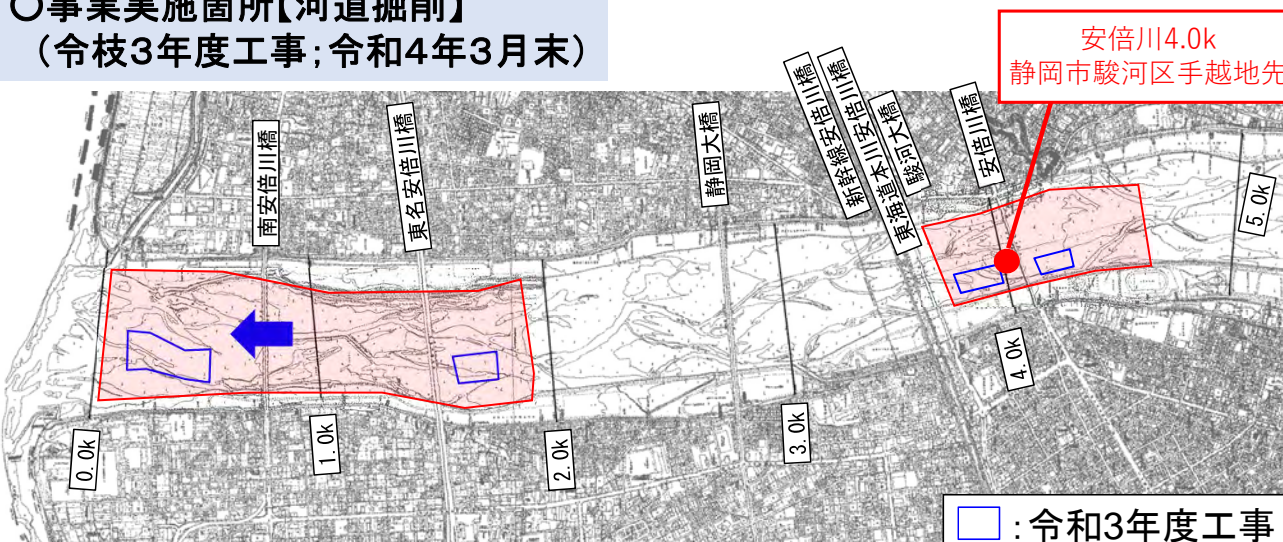 〇事業実施箇所【河道掘削】
（令枝3年度工事；令和4年3月末）
安倍川4.0k
静岡市駿河区手越地先
南安倍川橋
東名安倍川橋
静岡大橋
新幹線安倍川橋
東海道本川安倍川橋
駿河大橋
安倍川橋
5.0k
4.0k
3.0k
2.0k
1.0k
0.0k
：令和3年度工事